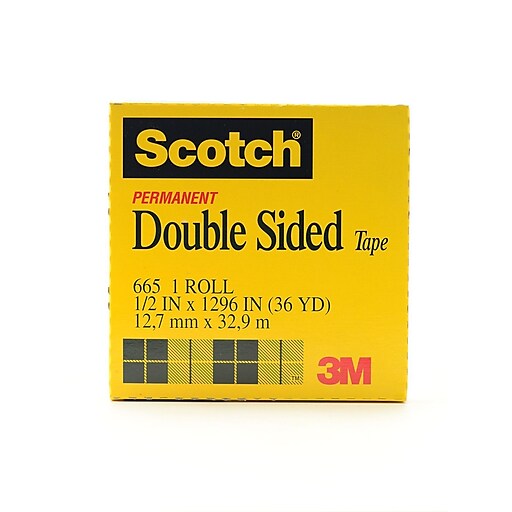 Scotch®
PERMANENT
Double Sided Tape
665 1 ROLL
1/2 IN x 1296 IN (36 YD)
12,7 mm x 32,9 m
™ 3M